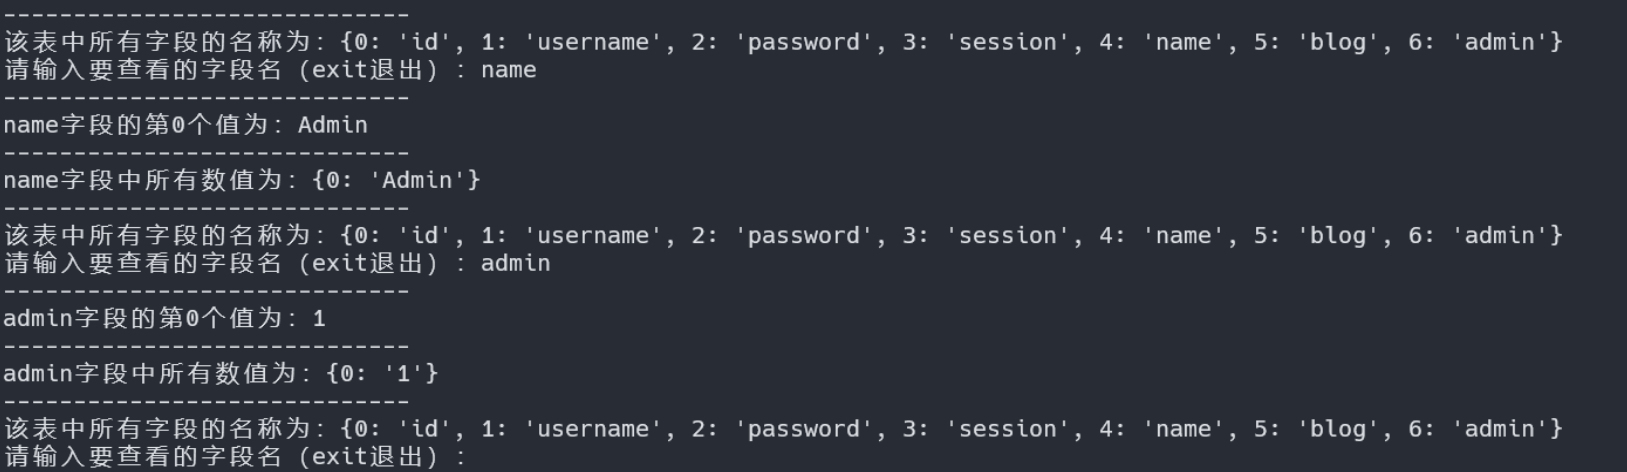 -----------------------------
该表中所有字段的名称为: {0: 'id', 1: 'username', 2: 'password', 3: 'session', 4: 'name', 5: 'blog', 6: 'admin'}
请输入要查看的字段名 (exit退出) : name
-----------------------------
name字段的第0个值为: Admin
-----------------------------
name字段中所有数值为: {0: 'Admin'}
-----------------------------
该表中所有字段的名称为: {0: 'id', 1: 'username', 2: 'password', 3: 'session', 4: 'name', 5: 'blog', 6: 'admin'}
请输入要查看的字段名 (exit退出) : admin
-----------------------------
admin字段的第0个值为: 1
-----------------------------
admin字段中所有数值为: {0: '1'}
-----------------------------
该表中所有字段的名称为: {0: 'id', 1: 'username', 2: 'password', 3: 'session', 4: 'name', 5: 'blog', 6: 'admin'}
请输入要查看的字段名 (exit退出) :